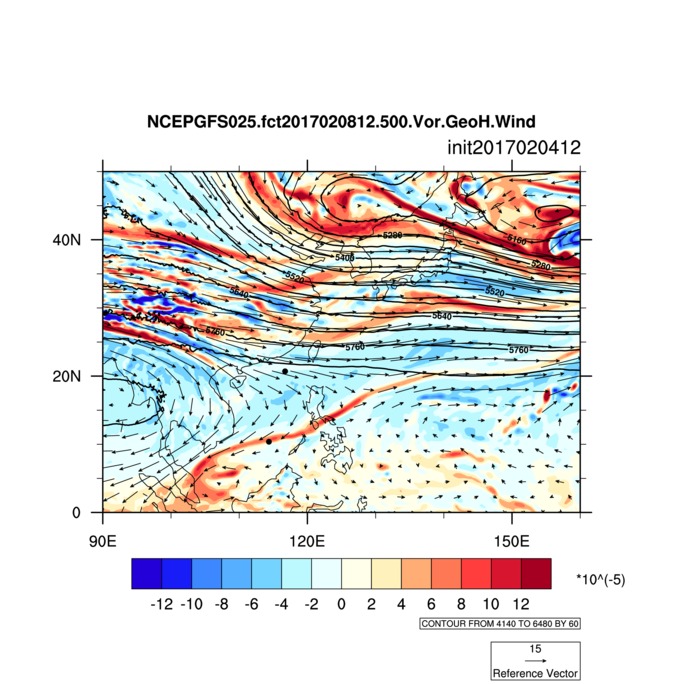 NCEPGFS025.fct2017020812.500.Vor.GeoH.Wind
init2017020412
5280
5160
5400
5280
5520
5640
5520
5640
5760
5760
5760
40N
20N
0
90E 120E 150E
-12 -10 -8 -6 -4 -2 0 2 4 6 8 10 12
*10^(-5)
CONTOUR FROM 4140 TO 6480 BY 60
15
Reference Vector